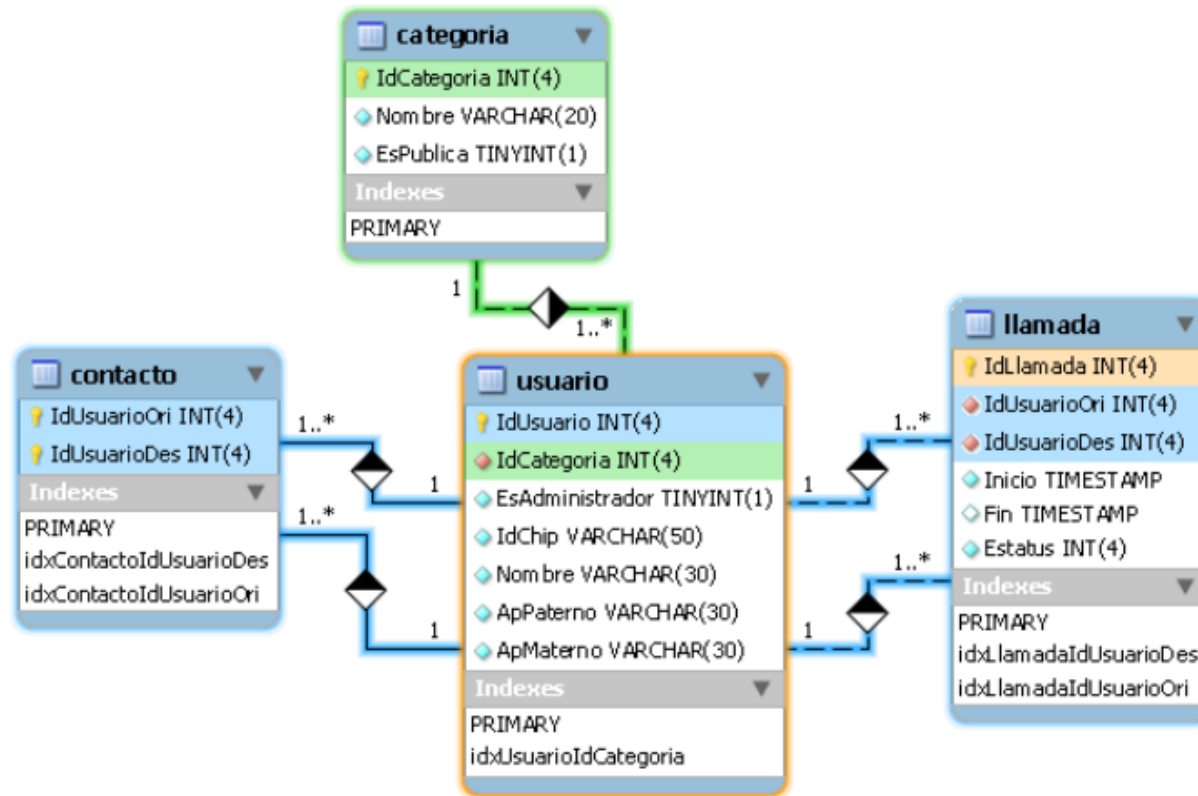 categoria
IdCategoria INT(4)
Nombre VARCHAR(20)
EsPublica TINYINT(1)
Indexes
PRIMARY
1
1..*
contacto
IdUsuarioOri INT(4)
IdUsuarioDes INT(4)
Indexes
PRIMARY
idxContactoIdUsuarioDes
idxContactoIdUsuarioOri
1..*
1
1..*
1
usuario
IdUsuario INT(4)
IdCategoria INT(4)
EsAdministrador TINYINT(1)
IdChip VARCHAR(50)
Nombre VARCHAR(30)
ApPaterno VARCHAR(30)
ApMaterno VARCHAR(30)
Indexes
PRIMARY
idxUsuarioIdCategoria
1..*
1
1..*
1
llamada
IdLlamada INT(4)
IdUsuarioOri INT(4)
IdUsuarioDes INT(4)
Inicio TIMESTAMP
Fin TIMESTAMP
Estatus INT(4)
Indexes
PRIMARY
idxLlamadaIdUsuarioDes
idxLlamadaIdUsuarioOri